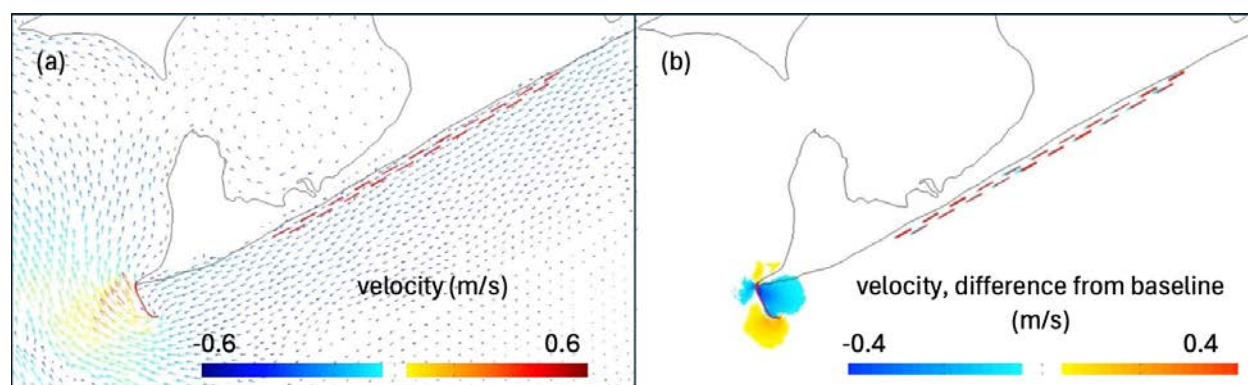 (a)
velocity (m/s)
-0.6
0.6
(b)
velocity, difference from baseline
(m/s)
-0.4
0.4